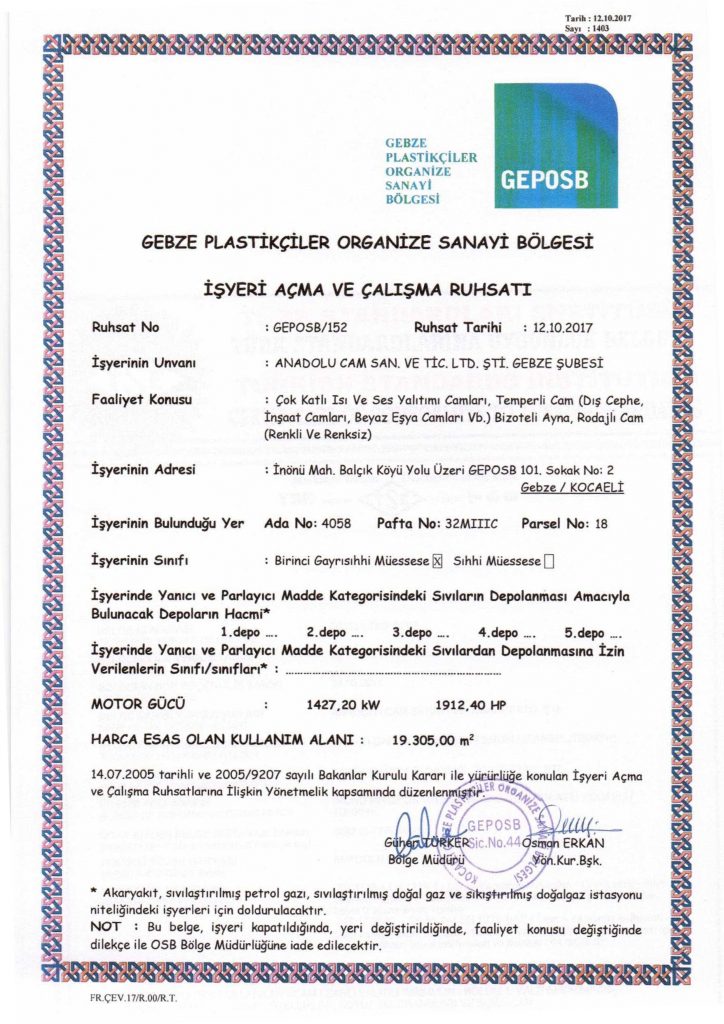 Tarih : 12.10.2017
Sayı : 1403
GEBZE
PLASTİKÇİLER
ORGANİZE
SANAYİ
BÖLGESİ
GEPOSB
GEBZE PLASTİKÇİLER ORGANİZE SANAYİ BÖLGESİ
İŞYERİ AÇMA VE ÇALIŞMA RUHSATI
Ruhsat No : GEPOSB/152 Ruhsat Tarihi : 12.10.2017
İşyerinin Unvanı : ANADOLU CAM SAN. VE TİC. LTD. ŞTİ. GEBZE ŞUBESİ
Faaliyet Konusu : Çok Katlı Isı Ve Ses Yalıtımı Camları, Temperli Cam (Dış Cephe,
İnşaat Camları, Beyaz Eşya Camları Vb.) Bizoteli Ayna, Rodajlı Cam
(Renkli Ve Renksiz)
İşyerinin Adresi : İnönü Mah. Balçık Köyü Yolu Üzeri GEPOSB 101. Sokak No: 2
Gebze / KOCAELİ
İşyerinin Bulunduğu Yer Ada No: 4058 Pafta No: 32MIIIC Parsel No: 18
İşyerinin Sınıfı : Birinci Gayrısıhhi Müessese ☒ Sıhhi Müessese ☐
İşyerinde Yanıcı ve Parlayıcı Madde Kategorisindeki Sıvıların Depolanması Amacıyla
Bulunacak Depoların Hacmi*
1.depo .... 2.depo .... 3.depo .... 4.depo .... 5.depo ....
İşyerinde Yanıcı ve Parlayıcı Madde Kategorisindeki Sıvılardan Depolanmasına İzin
Verilenlerin Sınıfı/sınıfları* : ............................................................
MOTOR GÜCÜ : 1427,20 kW 1912,40 HP
HARCA ESAS OLAN KULLANIM ALANI : 19.305,00 m²
14.07.2005 tarihli ve 2005/9207 sayılı Bakanlar Kurulu Kararı ile yürürlüğe konulan İşyeri Açma
ve Çalışma Ruhsatlarına İlişkin Yönetmelik kapsamında düzenlenmiştir.
GEPOSB
Sic.No.44
Güher TÜRKER Osman ERKAN
Bölge Müdürü Yön.Kur.Bşk.
* Akaryakıt, sıvılaştırılmış petrol gazı, sıvılaştırılmış doğal gaz ve sıkıştırılmış doğalgaz istasyonu
niteliğindeki işyerleri için doldurulacaktır.
NOT : Bu belge, işyeri kapatıldığında, yeri değiştirildiğinde, faaliyet konusu değiştiğinde
dilekçe ile OSB Bölge Müdürlüğüne iade edilecektir.
FR.ÇEV.17/R.00/R.T.